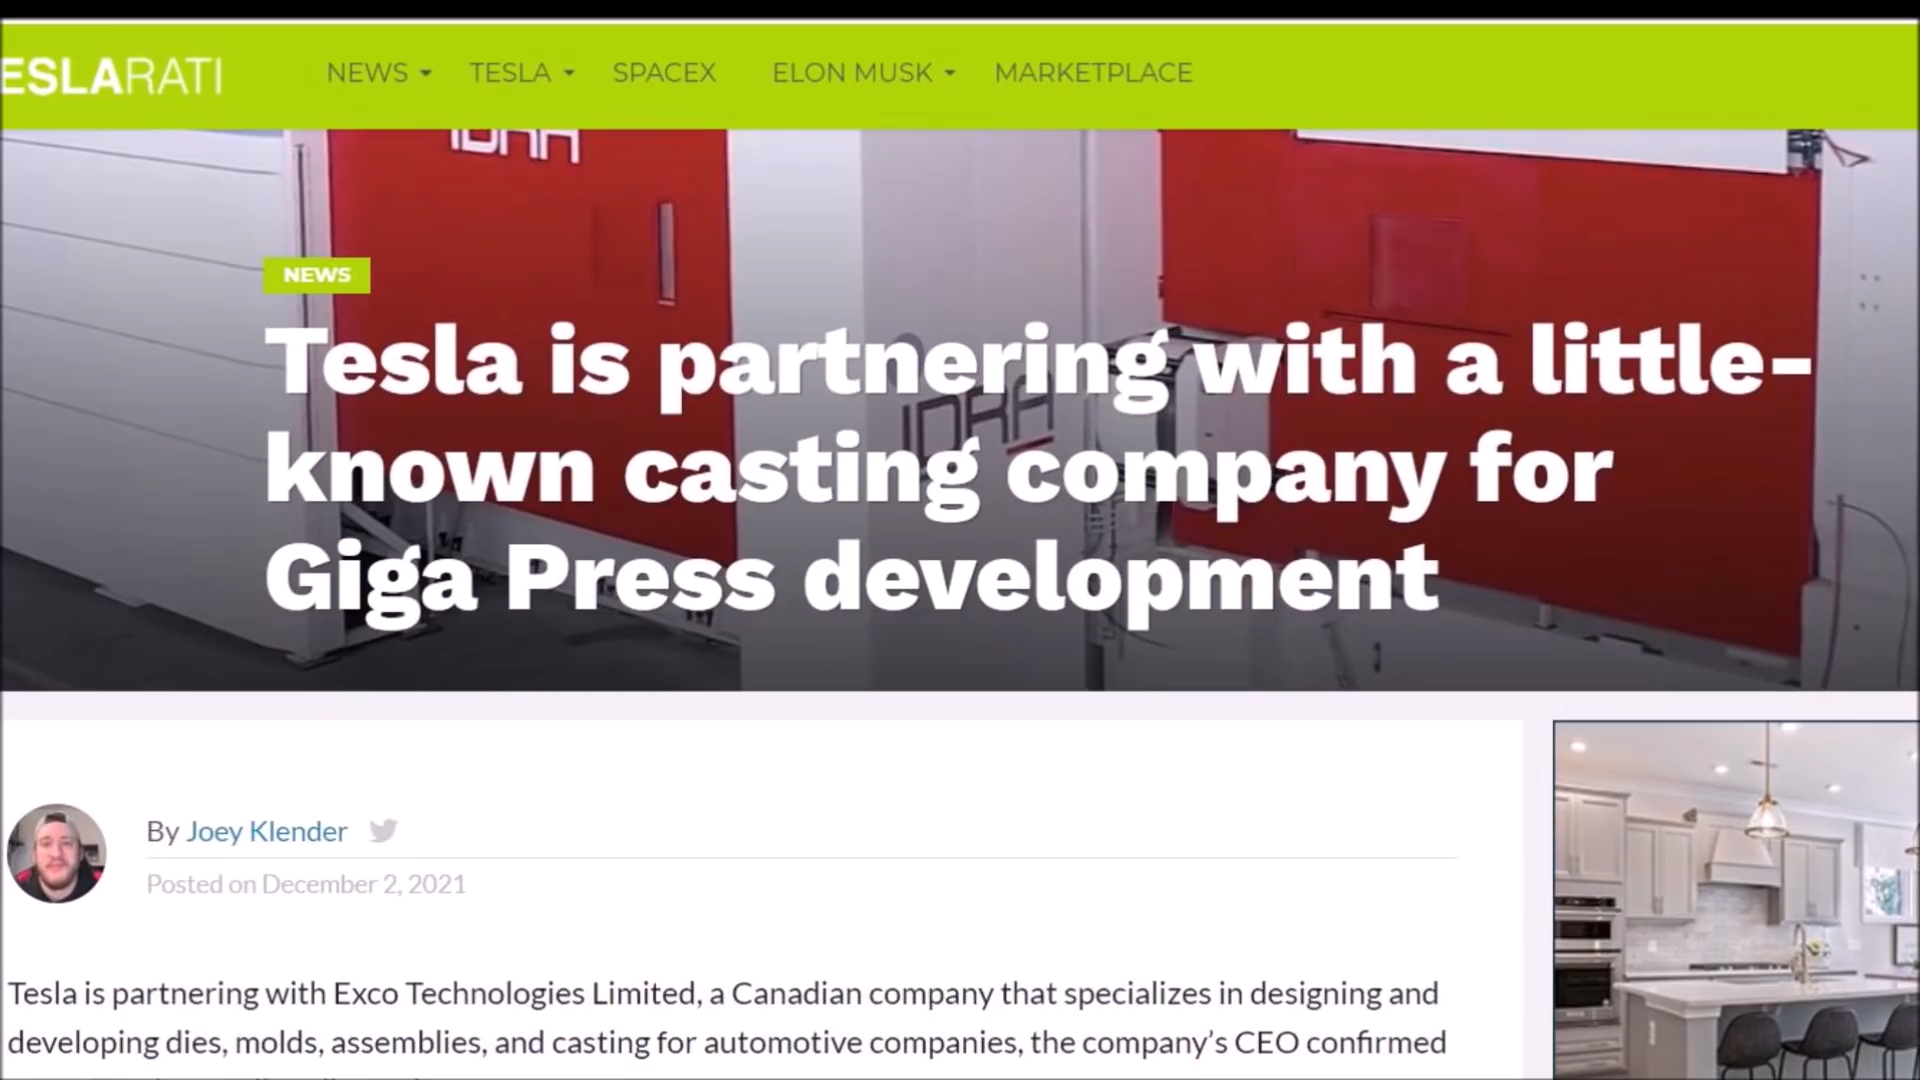 ESLARATI
NEWS TESLA SPACEX ELON MUSK MARKETPLACE
IDRA
NEWS
Tesla is partnering with a little-
known casting company for
Giga Press development
IDRA
By Joey Klender
Posted on December 2, 2021
Tesla is partnering with Exco Technologies Limited, a Canadian company that specializes in designing and
developing dies, molds, assemblies, and casting for automotive companies, the company's CEO confirmed